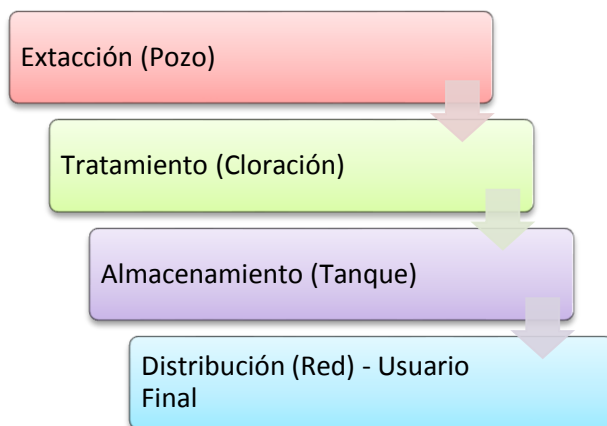 Extacción (Pozo)
Tratamiento (Cloración)
Almacenamiento (Tanque)
Distribución (Red) - Usuario
Final